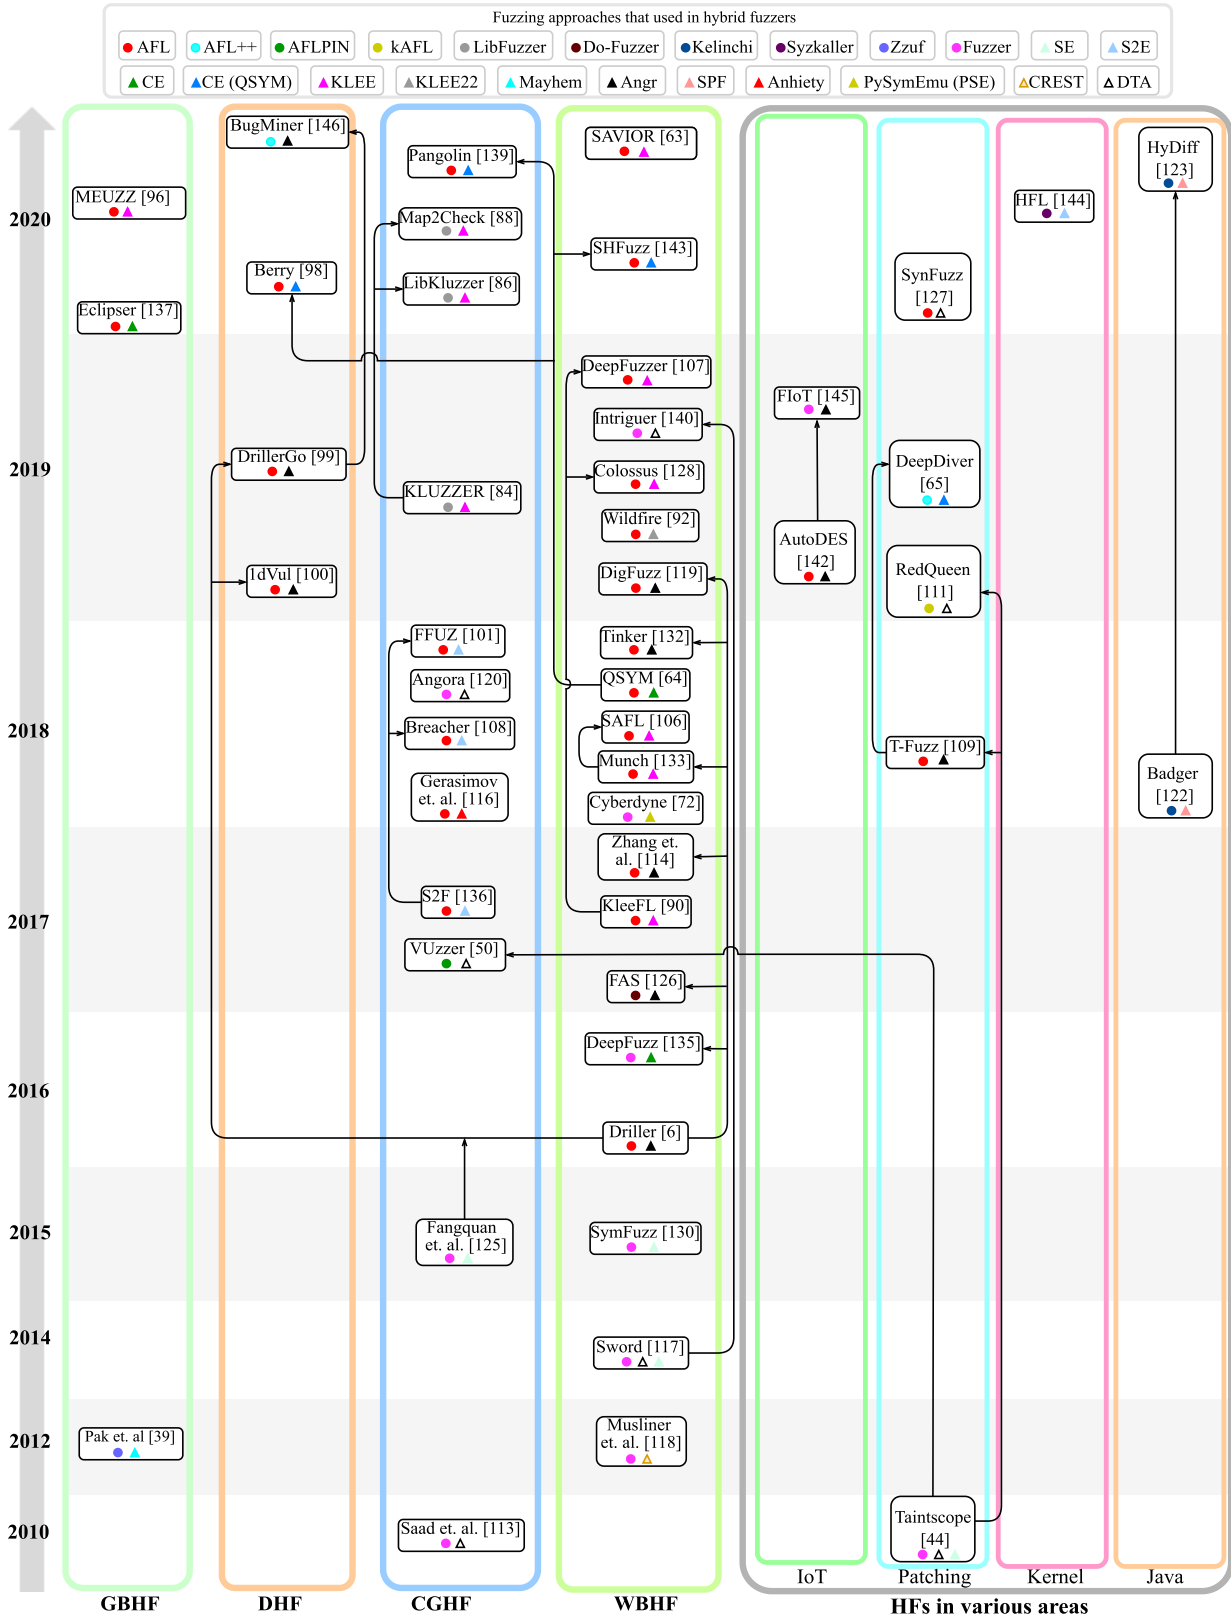 Fuzzing approaches that used in hybrid fuzzers
AFL
AFL++
AFLPIN
kAFL
LibFuzzer
Do-Fuzzer
Kelinchi
Syzkaller
Zzuf
Fuzzer
SE
S2E
CE
CE (QSYM)
KLEE
KLEE22
Mayhem
Angr
SPF
Anhiety
PySymEmu (PSE)
CREST
DTA
2020
2019
2018
2017
2016
2015
2014
2012
2010
MEUZZ [96]
Eclipser [137]
Pak et. al [39]
GBHF
BugMiner [146]
Berry [98]
DrillerGo [99]
1dVul [100]
DHF
Pangolin [139]
Map2Check [88]
LibKluzzer [86]
KLUZZER [84]
FFUZ [101]
Angora [120]
Breacher [108]
Gerasimov
et. al. [116]
S2F [136]
VUzzer [50]
Fangquan
et. al. [125]
Saad et. al. [113]
CGHF
SAVIOR [63]
SHFuzz [143]
DeepFuzzer [107]
Intriguer [140]
Colossus [128]
Wildfire [92]
DigFuzz [119]
Tinker [132]
QSYM [64]
SAFL [106]
Munch [133]
Cyberdyne [72]
Zhang et.
al. [114]
KleeFL [90]
FAS [126]
DeepFuzz [135]
Driller [6]
SymFuzz [130]
Sword [117]
Musliner
et. al. [118]
WBHF
FIoT [145]
AutoDES
[142]
IoT
SynFuzz
[127]
DeepDiver
[65]
RedQueen
[111]
T-Fuzz [109]
Taintscope
[44]
Patching
HFL [144]
Kernel
HyDiff
[123]
Badger
[122]
Java
HFs in various areas